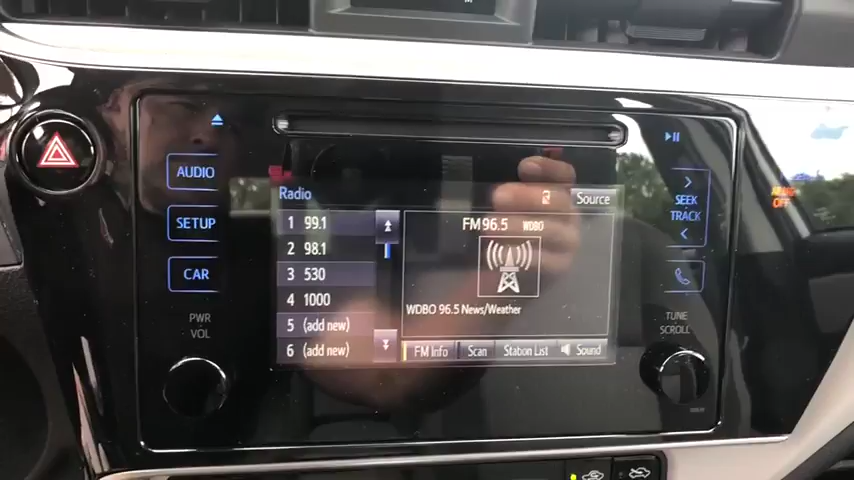 AUDIO
SETUP
CAR
PWR
VOL
Radio
Source
1 99.1
2 98.1
3 530
4 1000
5 (add new)
6 (add new)
FM 96.5 WDBO
WDBO 96.5 News/Weather
FM Info
Scan
Station List
Sound
SEEK
TRACK
TUNE
SCROLL
OFF